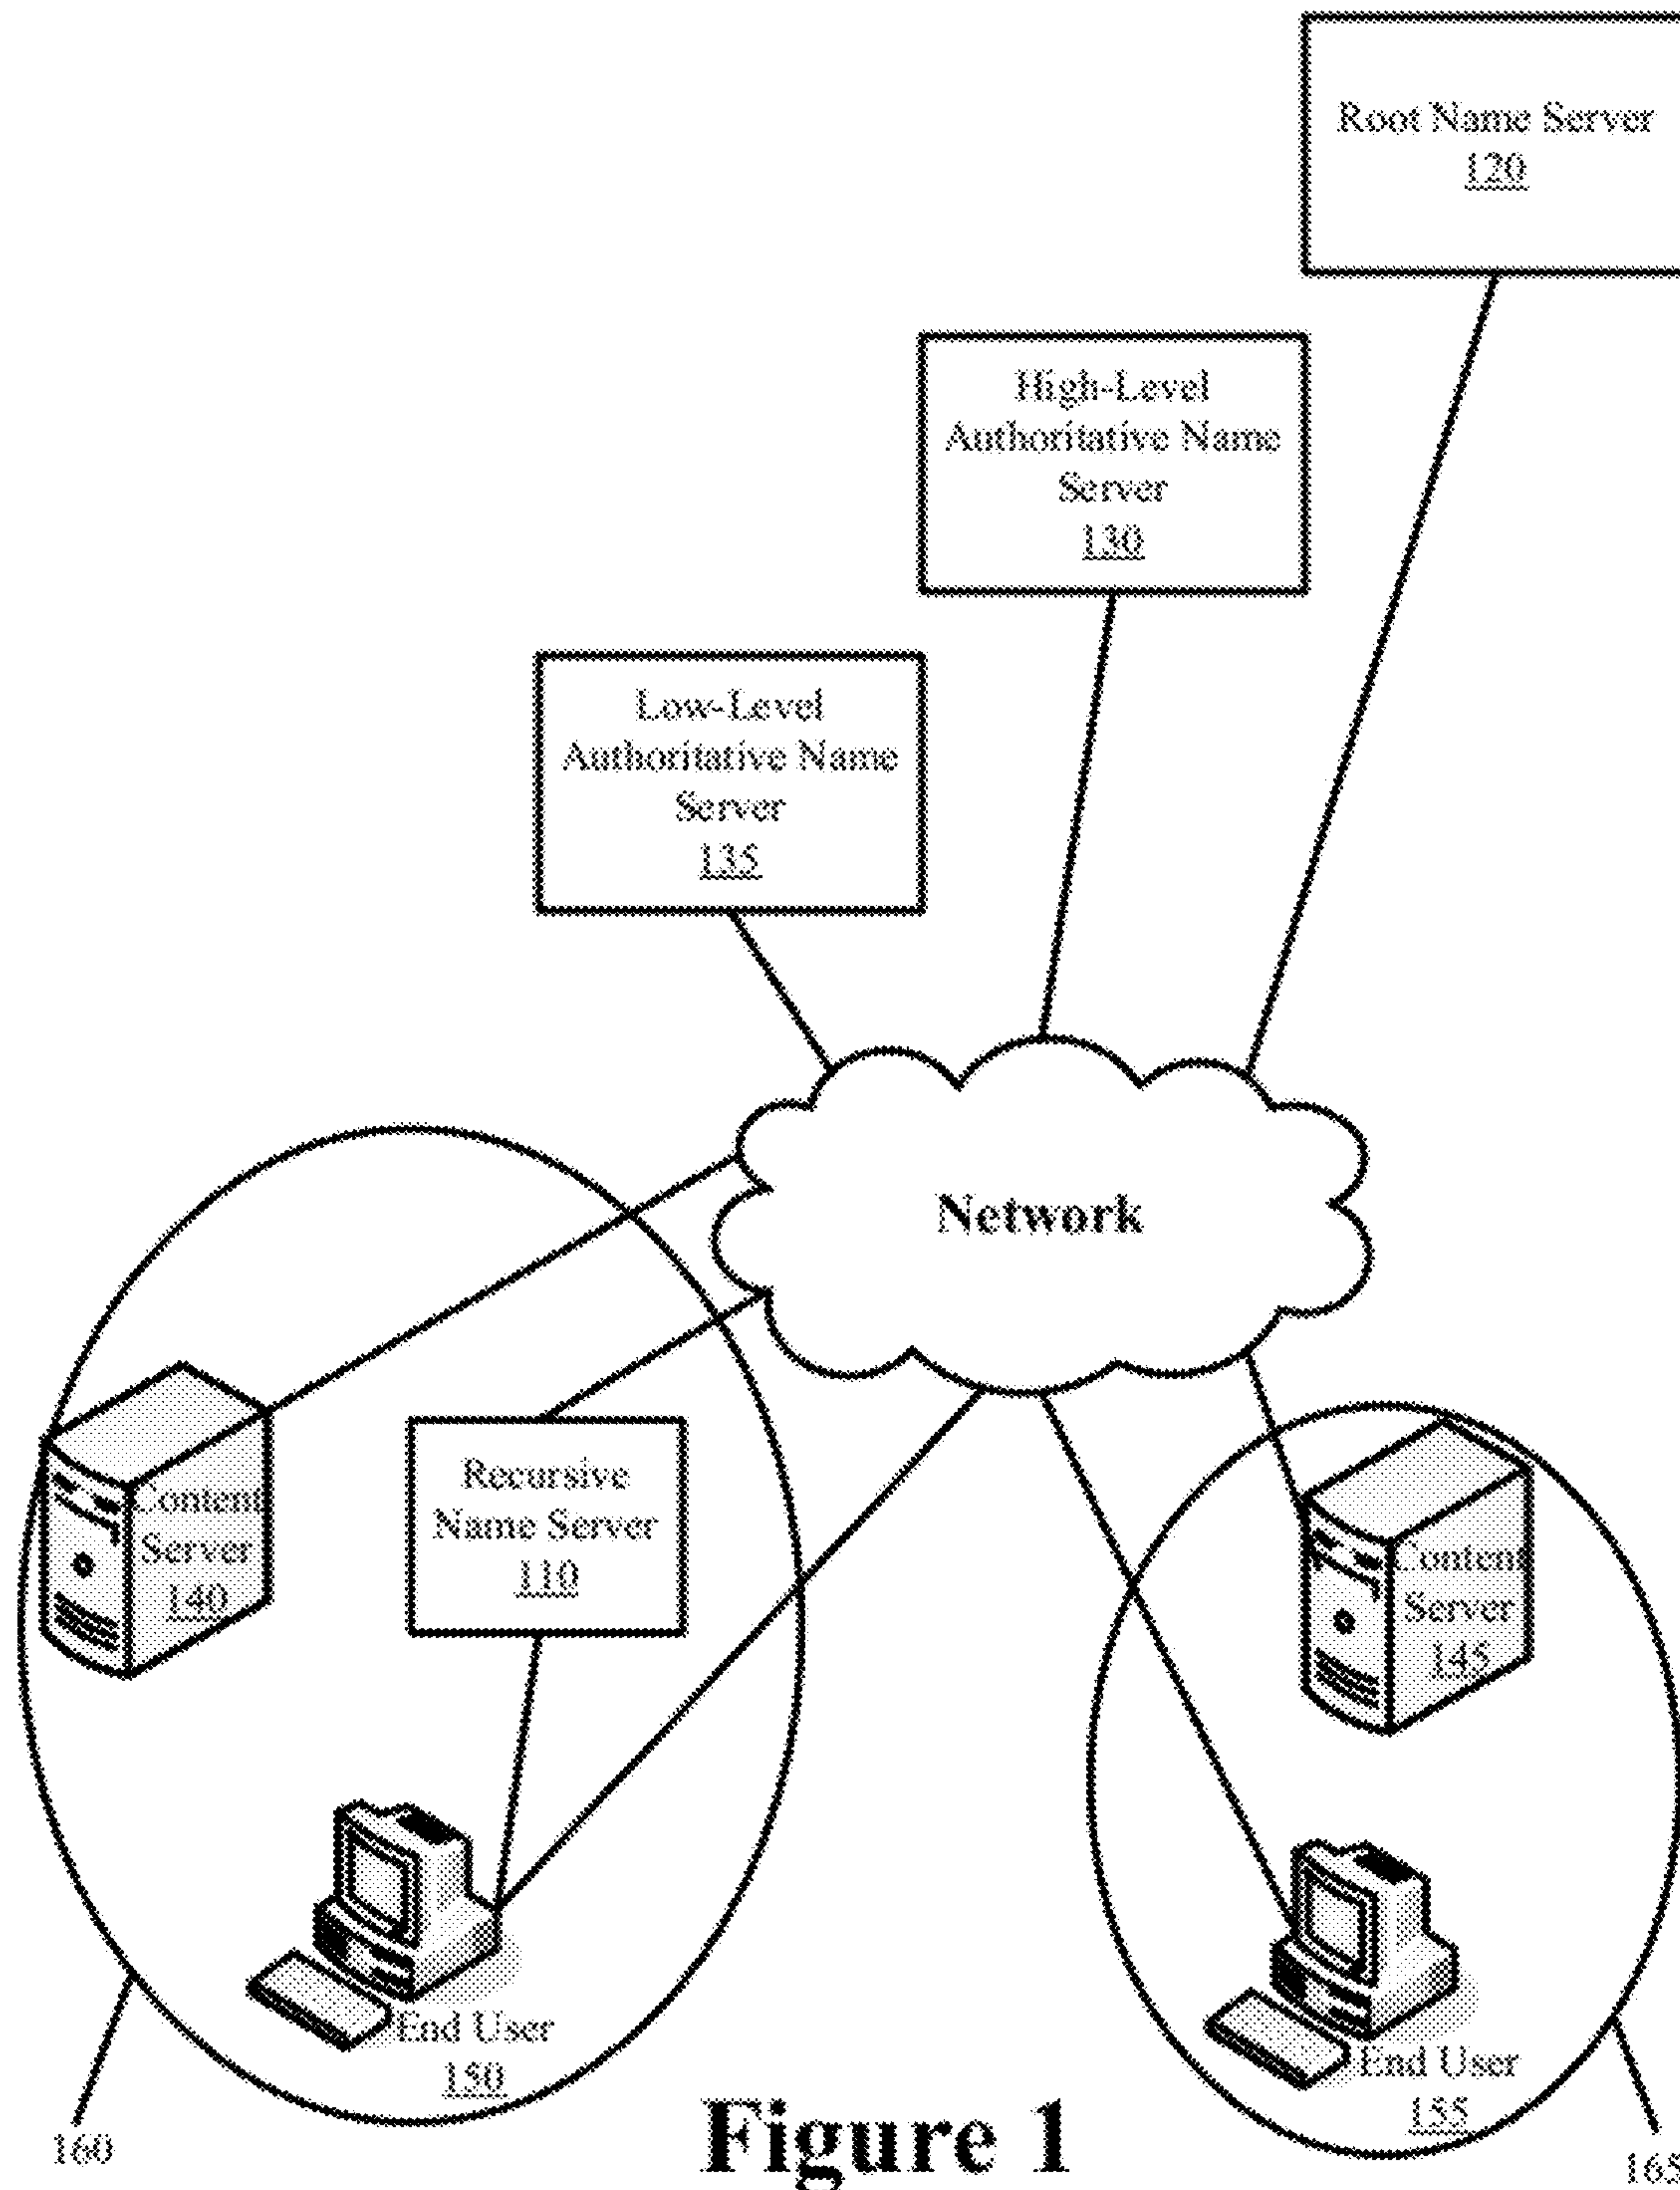 Root Name Server
120
High-Level
Authoritative Name
Server
130
Low-Level
Authoritative Name
Server
135
Network
Content
Server
140
Recursive
Name Server
110
Content
Server
145
End User
150
End User
155
160
165
Figure 1